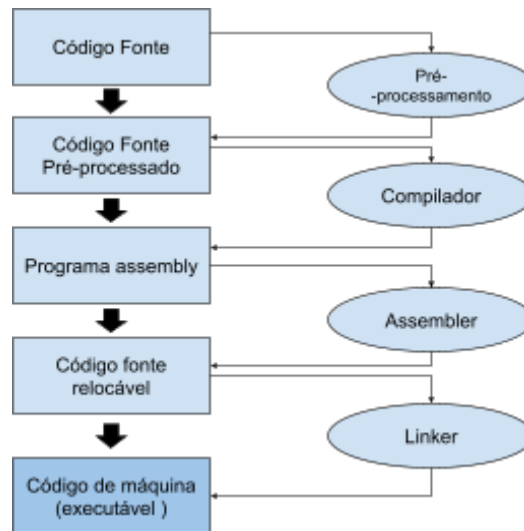 Código Fonte
Pré-
-processamento
Código Fonte
Pré-processado
Compilador
Programa assembly
Assembler
Código fonte
relocável
Linker
Código de máquina
(executável )